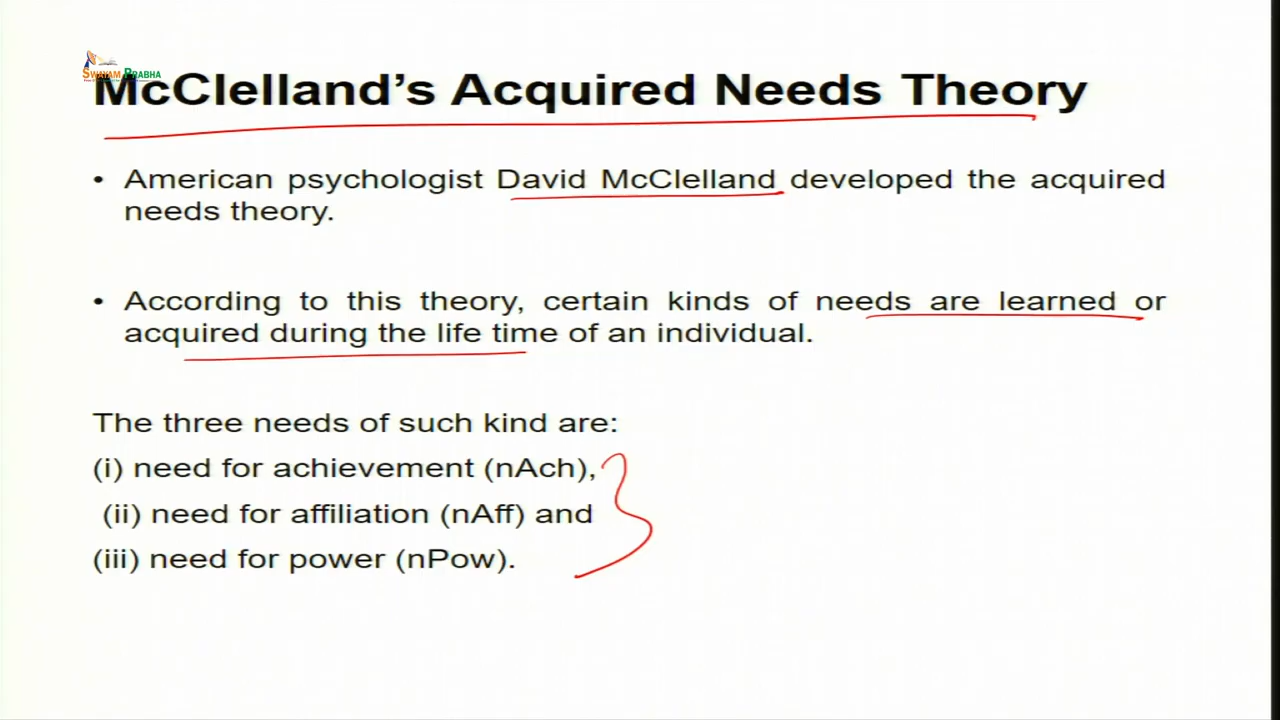 SWAYAM PRABHA
McClelland's Acquired Needs Theory
• American psychologist David McClelland developed the acquired
needs theory.
• According to this theory, certain kinds of needs are learned or
acquired during the life time of an individual.
The three needs of such kind are:
(i) need for achievement (nAch),
(ii) need for affiliation (nAff) and
(iii) need for power (nPow).